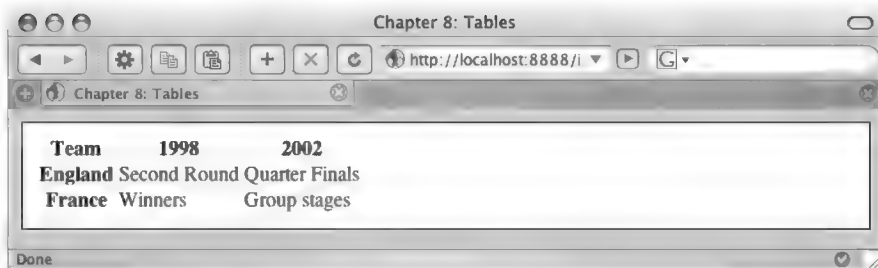 Chapter 8: Tables
http://localhost:8888/i
G
Chapter 8: Tables
Team 1998 2002
England Second Round Quarter Finals
France Winners Group stages
Done